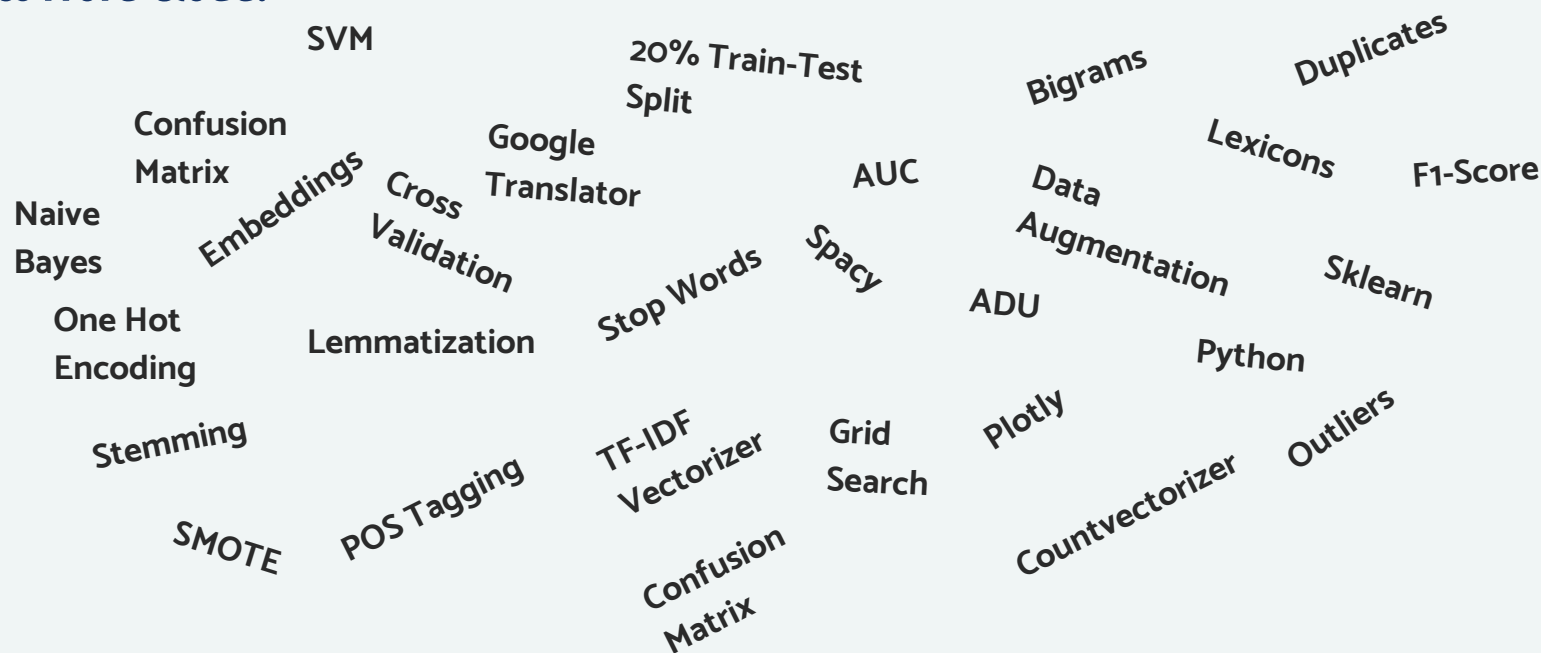 SVM
20% Train-Test
Split
Bigrams
Duplicates
Confusion
Matrix
Google
Translator
Lexicons
F1-Score
Naive
Bayes
Embeddings
Cross
Validation
AUC
Data
Augmentation
Spacy
Stop Words
Sklearn
One Hot
Encoding
Lemmatization
ADU
Python
Stemming
TF-IDF
Vectorizer
Grid
Search
Plotly
Outliers
SMOTE
POS Tagging
Countvectorizer
Confusion
Matrix